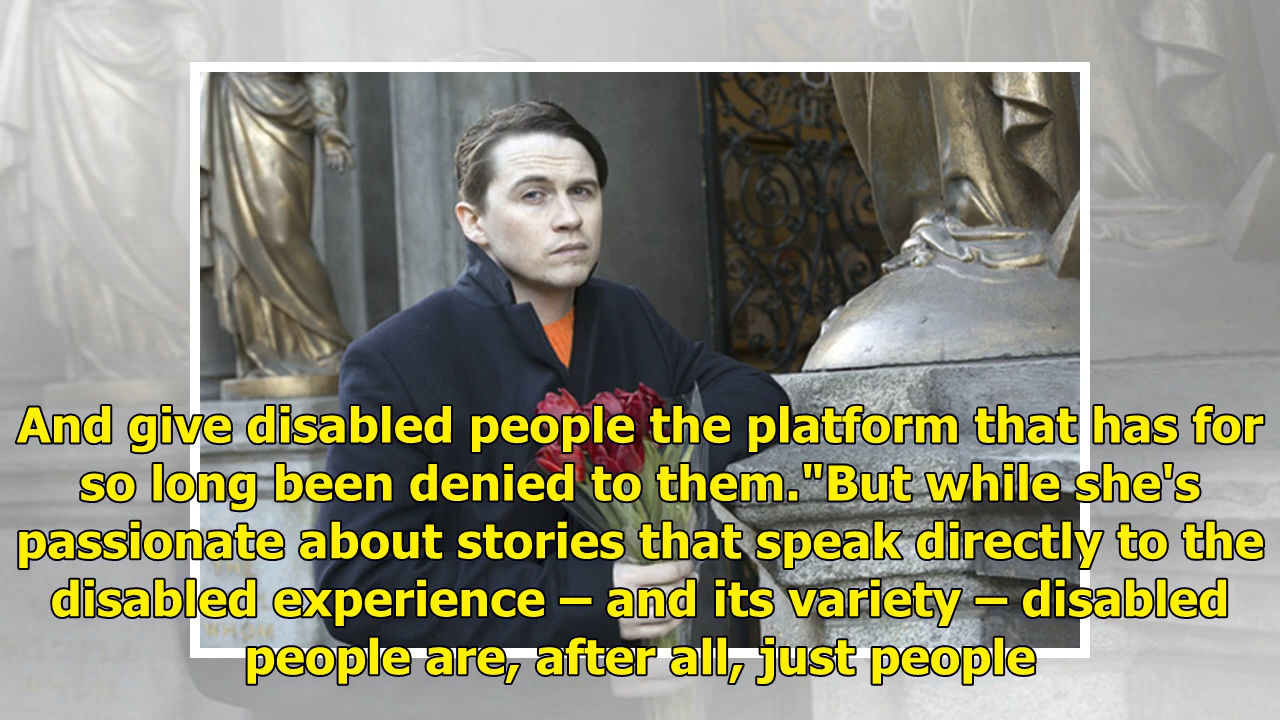 And give disabled people the platform that has for
so long been denied to them."But while she's
passionate about stories that speak directly to the
disabled experience – and its variety – disabled
people are, after all, just people